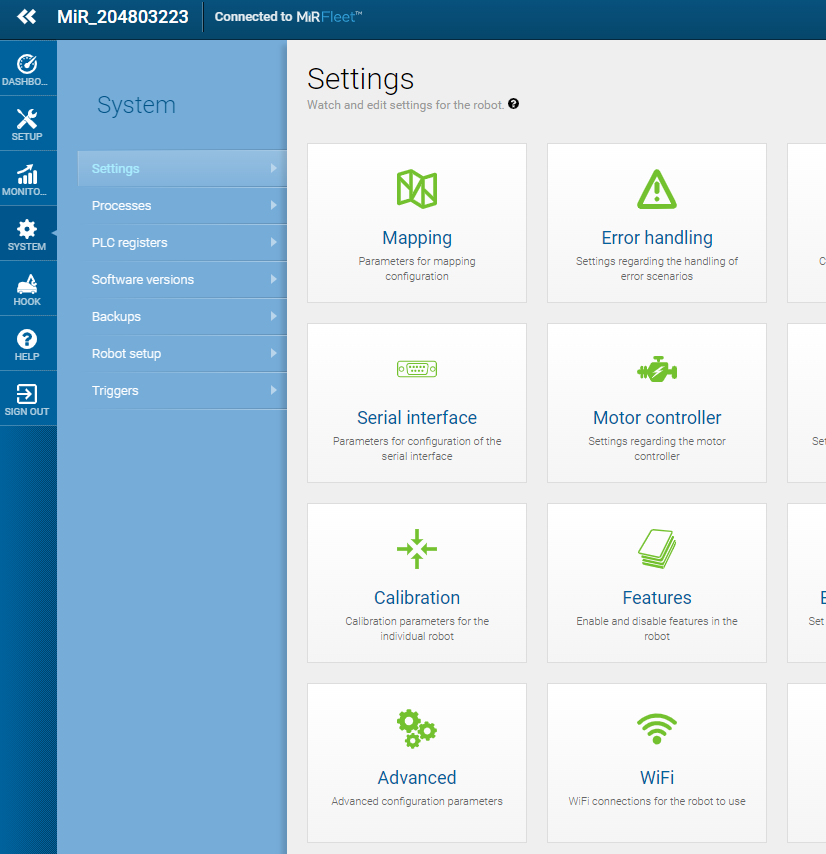 MiR_204803223
Connected to MiRFleet™
DASHBO...
SETUP
MONITO...
SYSTEM
HOOK
HELP
SIGN OUT
System
Settings
Processes
PLC registers
Software versions
Backups
Robot setup
Triggers
Settings
Watch and edit settings for the robot. ?
Mapping
Parameters for mapping
configuration
Error handling
Settings regarding the handling of
error scenarios
Serial interface
Parameters for configuration of the
serial interface
Motor controller
Settings regarding the motor
controller
Calibration
Calibration parameters for the
individual robot
Features
Enable and disable features in the
robot
Set
Advanced
Advanced configuration parameters
WiFi
WiFi connections for the robot to use